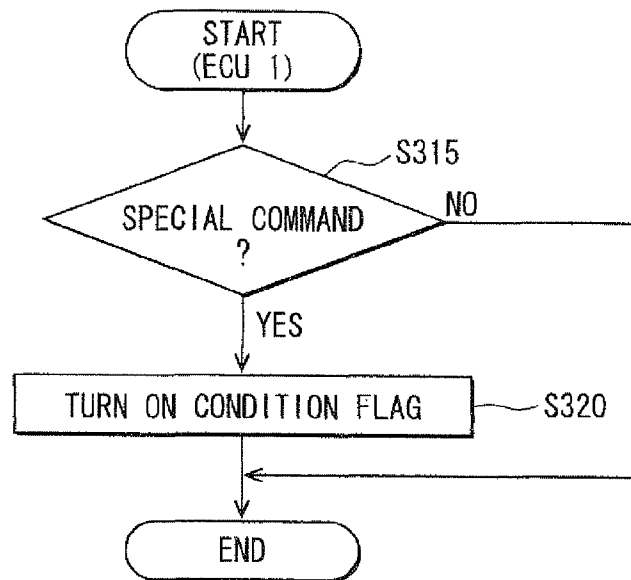 START
(ECU 1)
S315
SPECIAL COMMAND
?
NO
YES
TURN ON CONDITION FLAG
S320
END